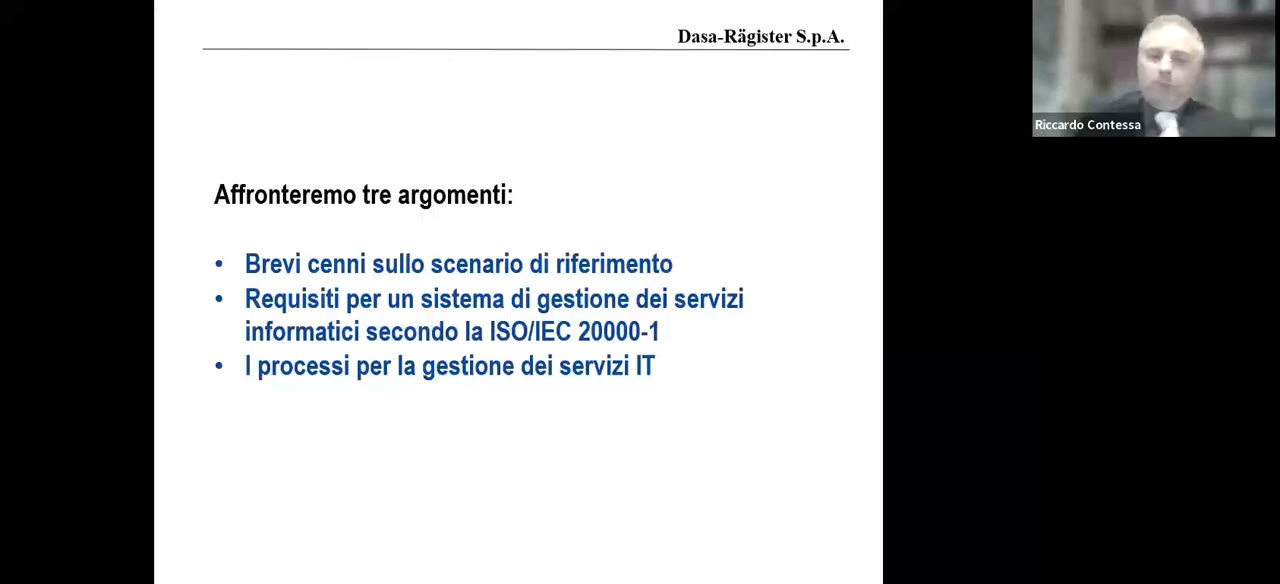 Dasa-Rägister S.p.A.
Riccardo Contessa
Affronteremo tre argomenti:
• Brevi cenni sullo scenario di riferimento
• Requisiti per un sistema di gestione dei servizi
informatici secondo la ISO/IEC 20000-1
• I processi per la gestione dei servizi IT